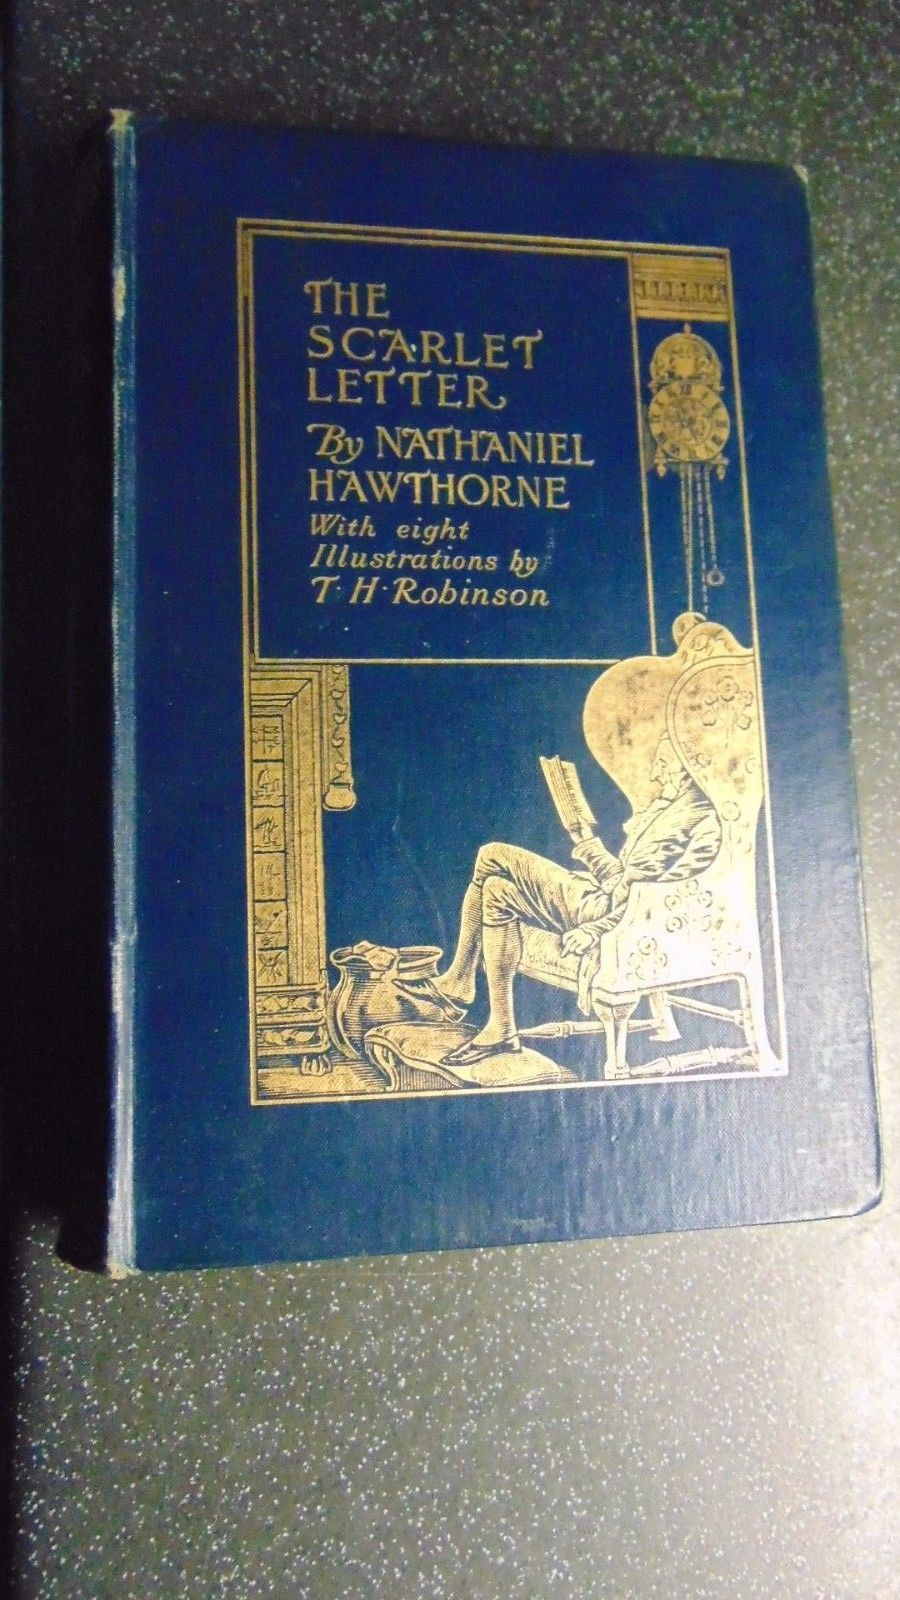 THE
SCARLET
LETTER
By NATHANIEL
HAWTHORNE
With eight
Illustrations by
T·H·Robinson